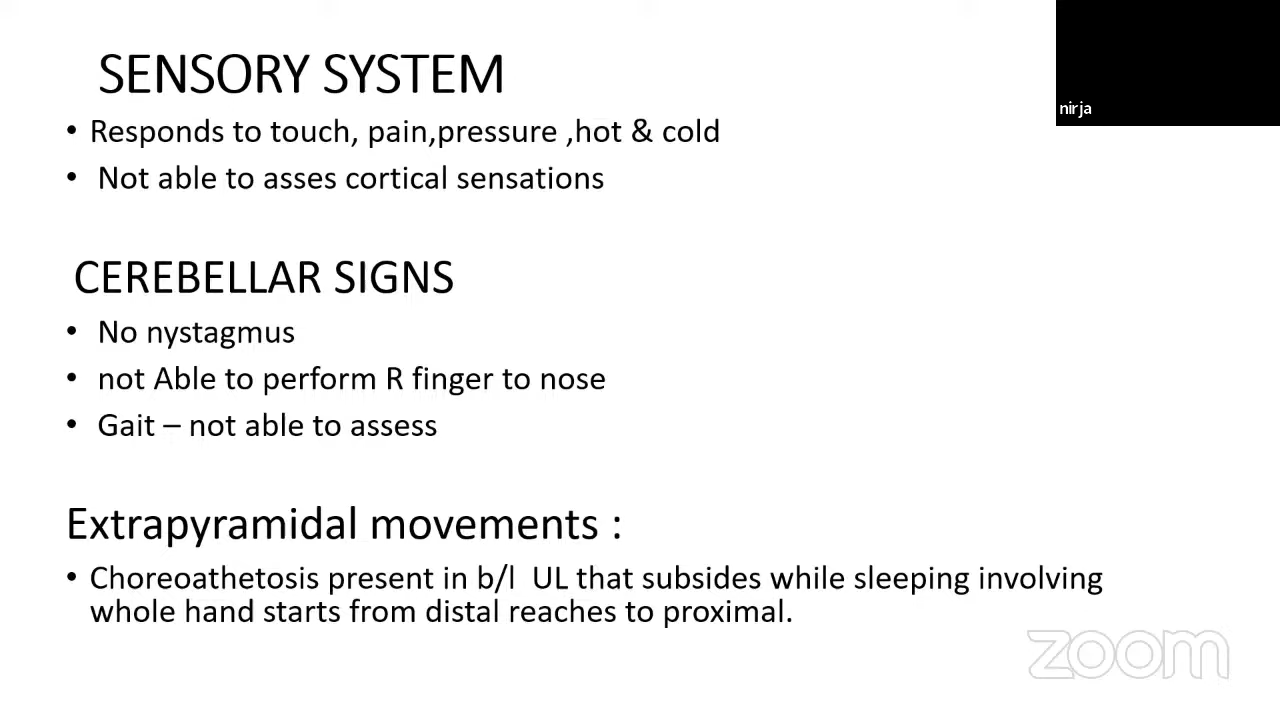 SENSORY SYSTEM
nirja
• Responds to touch, pain,pressure ,hot & cold
• Not able to asses cortical sensations
CEREBELLAR SIGNS
• No nystagmus
• not Able to perform R finger to nose
• Gait – not able to assess
Extrapyramidal movements :
• Choreoathetosis present in b/l UL that subsides while sleeping involving
whole hand starts from distal reaches to proximal.
zoom